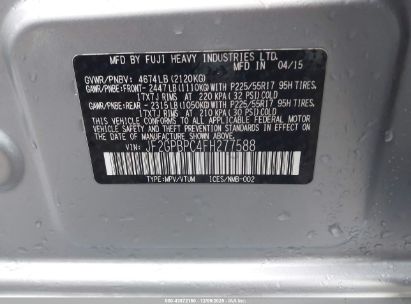 MFD BY FUJI HEAVY INDUSTRIES LTD. IN 04/15
GVWR/PNBV: 4674LB (2120KG)
GAWR/PNBE:FRONT- 2447LB(1110KG)WITH P225/55R17 95H TIRES,
17X7J RIMS AT 220 KPA (32 PSI)COLD
GAWR/PNBE:REAR - 2315LB(1050KG)WITH P225/55R17 95H TIRES,
17X7J RIMS AT 210 KPA(30 PSI)COLD
THIS VEHICLE CONFORMS TO ALL APPLICABLE FEDERAL MOTOR
VEHICLE SAFETY, BUMPER, AND THEFT PREVENTION STANDARDS
IN EFFECT ON THE DATE OF MANUFACTURE SHOWN ABOVE.
VIN: JF2GPBPC4FH277588
TYPE:MPV/VTUM ICES/NMB-002